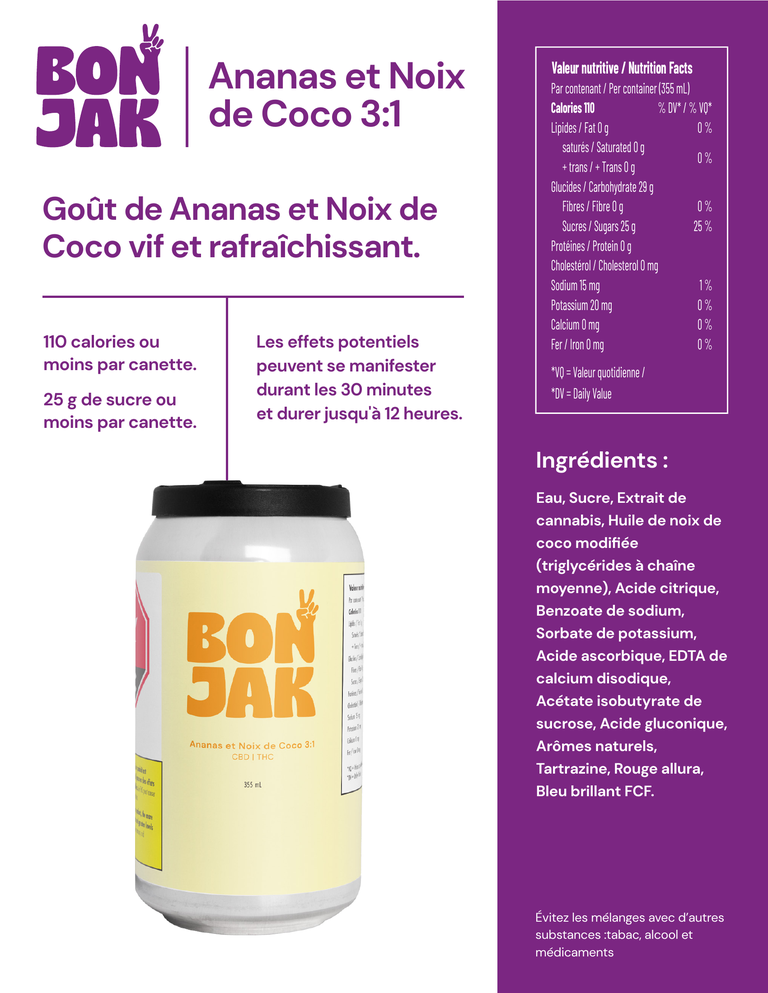 BON
JAK
Ananas et Noix
de Coco 3:1
Goût de Ananas et Noix de
Coco vif et rafraîchissant.
110 calories ou
moins par canette.
25 g de sucre ou
moins par canette.
Les effets potentiels
peuvent se manifester
durant les 30 minutes
et durer jusqu'à 12 heures.
BON
JAK
Ananas et Noix de Coco 3:1
CBD | THC
355 mL
Valeur nutritive / Nutrition Facts
Par contenant / Per container (355 mL)
Calories 110 % DV* / % VQ*
Lipides / Fat 0 g 0 %
saturés / Saturated 0 g
+ trans / + Trans 0 g 0 %
Glucides / Carbohydrate 29 g
Fibres / Fibre 0 g 0 %
Sucres / Sugars 25 g 25 %
Protéines / Protein 0 g
Cholestérol / Cholesterol 0 mg
Sodium 15 mg 1 %
Potassium 20 mg 0 %
Calcium 0 mg 0 %
Fer / Iron 0 mg 0 %
*VQ = Valeur quotidienne /
*DV = Daily Value
Ingrédients :
Eau, Sucre, Extrait de
cannabis, Huile de noix de
coco modifiée
(triglycérides à chaîne
moyenne), Acide citrique,
Benzoate de sodium,
Sorbate de potassium,
Acide ascorbique, EDTA de
calcium disodique,
Acétate isobutyrate de
sucrose, Acide gluconique,
Arômes naturels,
Tartrazine, Rouge allura,
Bleu brillant FCF.
Évitez les mélanges avec d'autres
substances :tabac, alcool et
médicaments